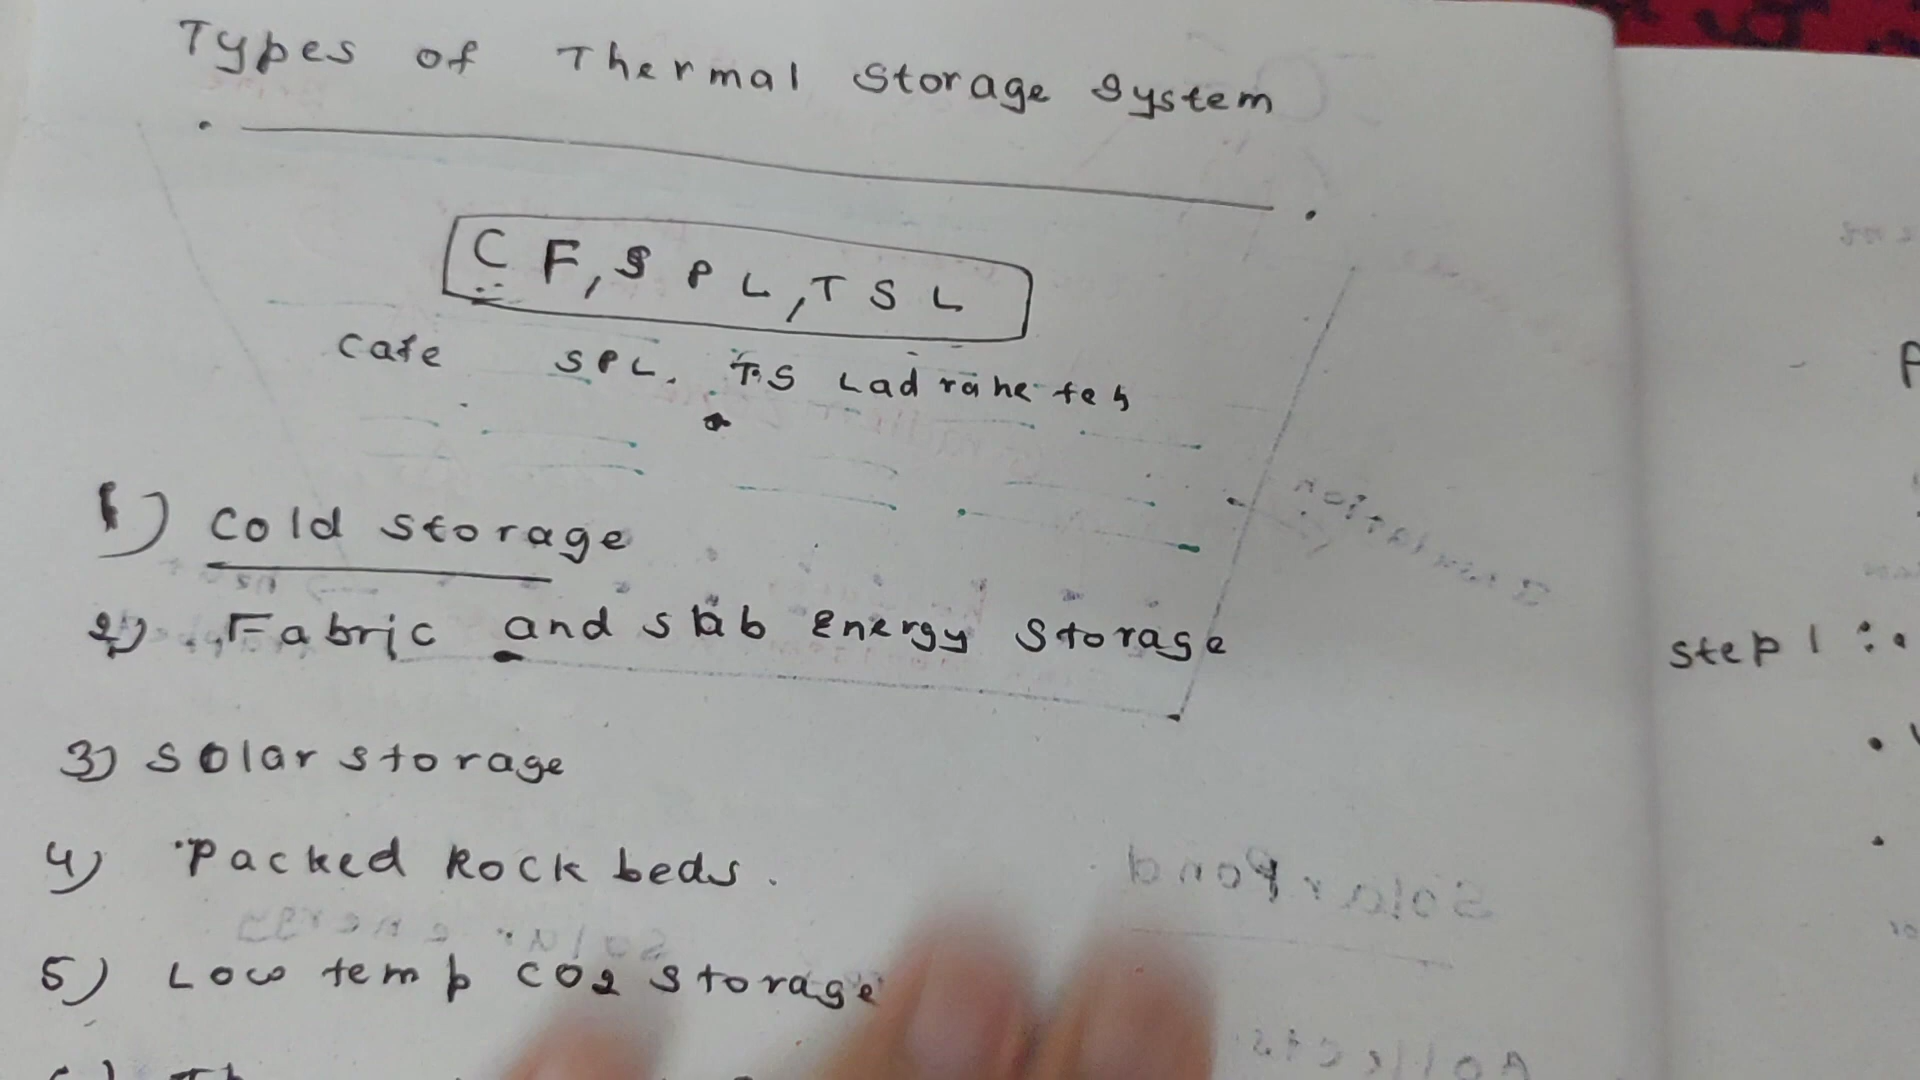 Types of Thermal Storage System
C F, S P L, T S L
Cafe SPL. TS Lad rahe
1) Cold storage
2) Fabric and slab Energy Storage
3) Solar storage
4) Packed Rock beds.
5) Low temp CO2 storage
Step 1 :